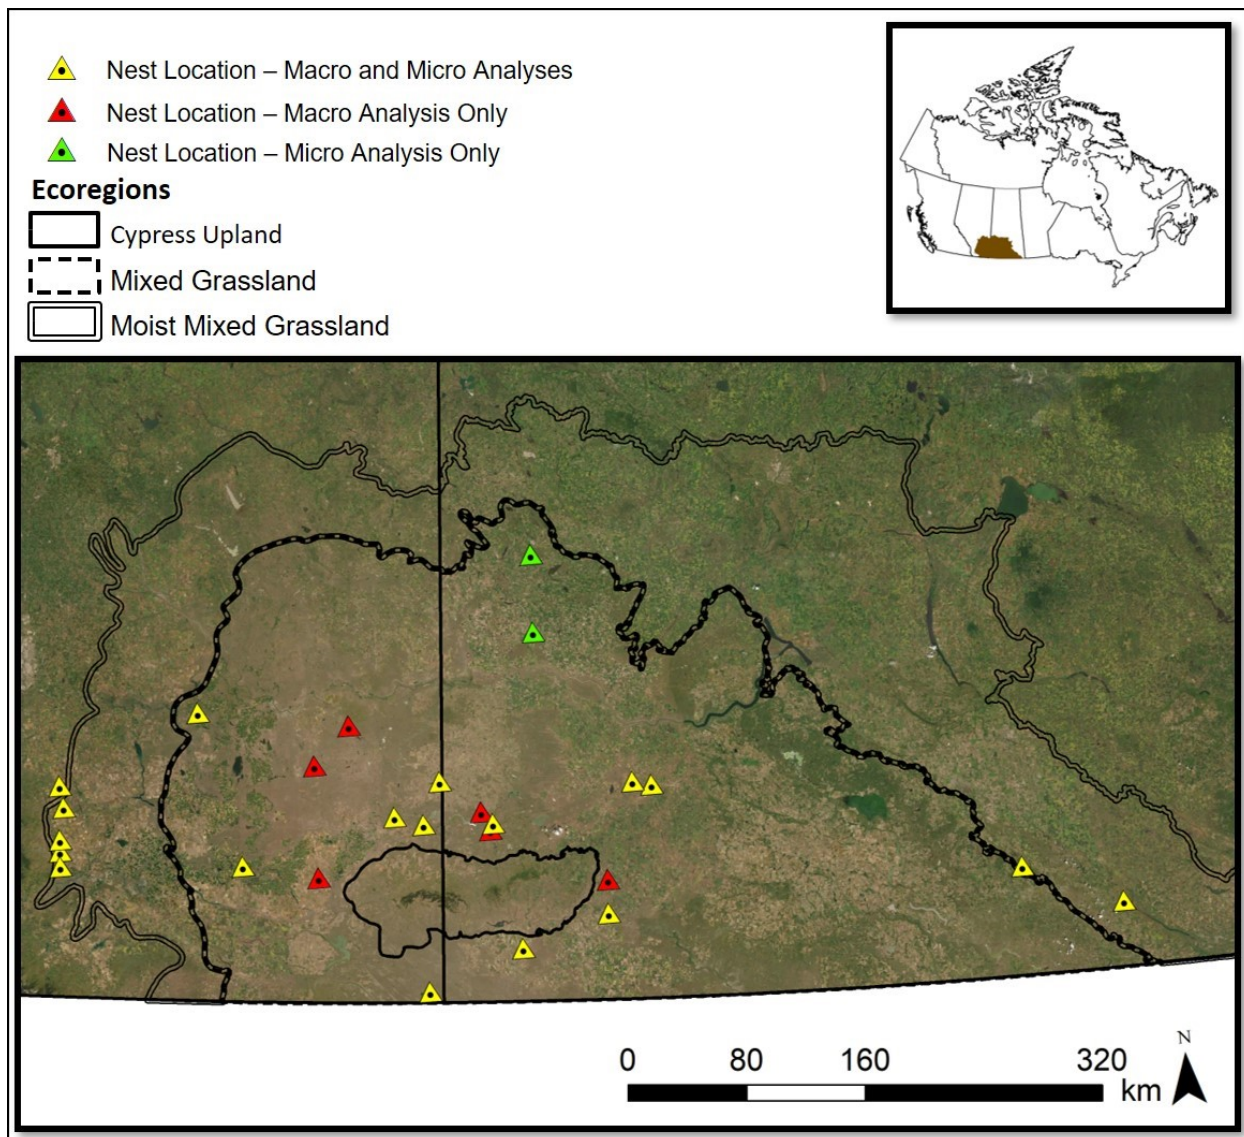 Nest Location – Macro and Micro Analyses
Nest Location – Macro Analysis Only
Nest Location – Micro Analysis Only
Ecoregions
Cypress Upland
Mixed Grassland
Moist Mixed Grassland
N
0 80 160 320
km